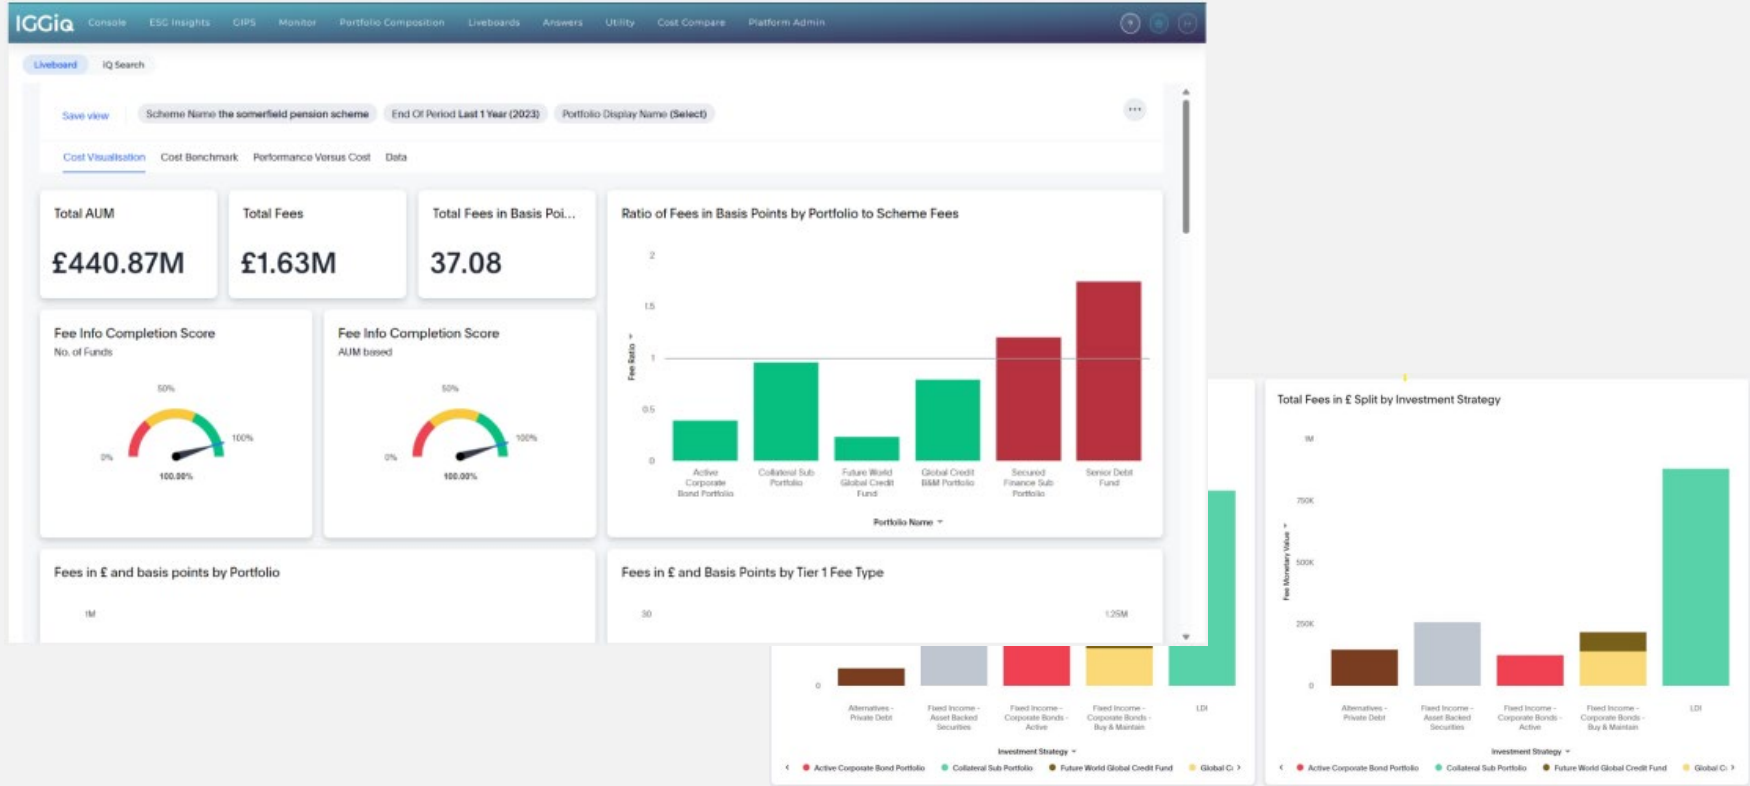 IGGiQ Console ESG Insights GIPS Monitor Portfolio Composition Liveboards Answers Utility Cost Compare Platform Admin
Liveboard IQ Search
Save view Scheme Name the somerfield pension scheme End Of Period Last 1 Year (2023) Portfolio Display Name (Select)
Cost Visualisation Cost Benchmark Performance Versus Cost Data
Total AUM
£440.87M
Total Fees
£1.63M
Total Fees in Basis Poi...
37.08
Ratio of Fees in Basis Points by Portfolio to Scheme Fees
2
1.5
1
0.5
0
Fee Ratio
Active
Corporate
Bond Portfolio
Collateral Sub
Portfolio
Future World
Global Credit
Fund
Global Credit
B&M Portfolio
Secured
Finance Sub
Portfolio
Senior Debt
Fund
Portfolio Name
Fee Info Completion Score
No. of Funds
50%
0%
100%
100.00%
Fee Info Completion Score
AUM based
50%
0%
100%
100.00%
Fees in £ and basis points by Portfolio
1M
Fees in £ and Basis Points by Tier 1 Fee Type
30
1.25M
0
Alternatives -
Private Debt
Fixed Income -
Asset Backed
Securities
Fixed Income -
Corporate Bonds -
Active
Fixed Income -
Corporate Bonds -
Buy & Maintain
LDI
Investment Strategy
Active Corporate Bond Portfolio Collateral Sub Portfolio Future World Global Credit Fund Global C
Total Fees in £ Split by Investment Strategy
1M
750K
500K
250K
0
Fee Monetary Value
Alternatives -
Private Debt
Fixed Income -
Asset Backed
Securities
Fixed Income -
Corporate Bonds -
Active
Fixed Income -
Corporate Bonds -
Buy & Maintain
LDI
Investment Strategy
Active Corporate Bond Portfolio Collateral Sub Portfolio Future World Global Credit Fund Global C